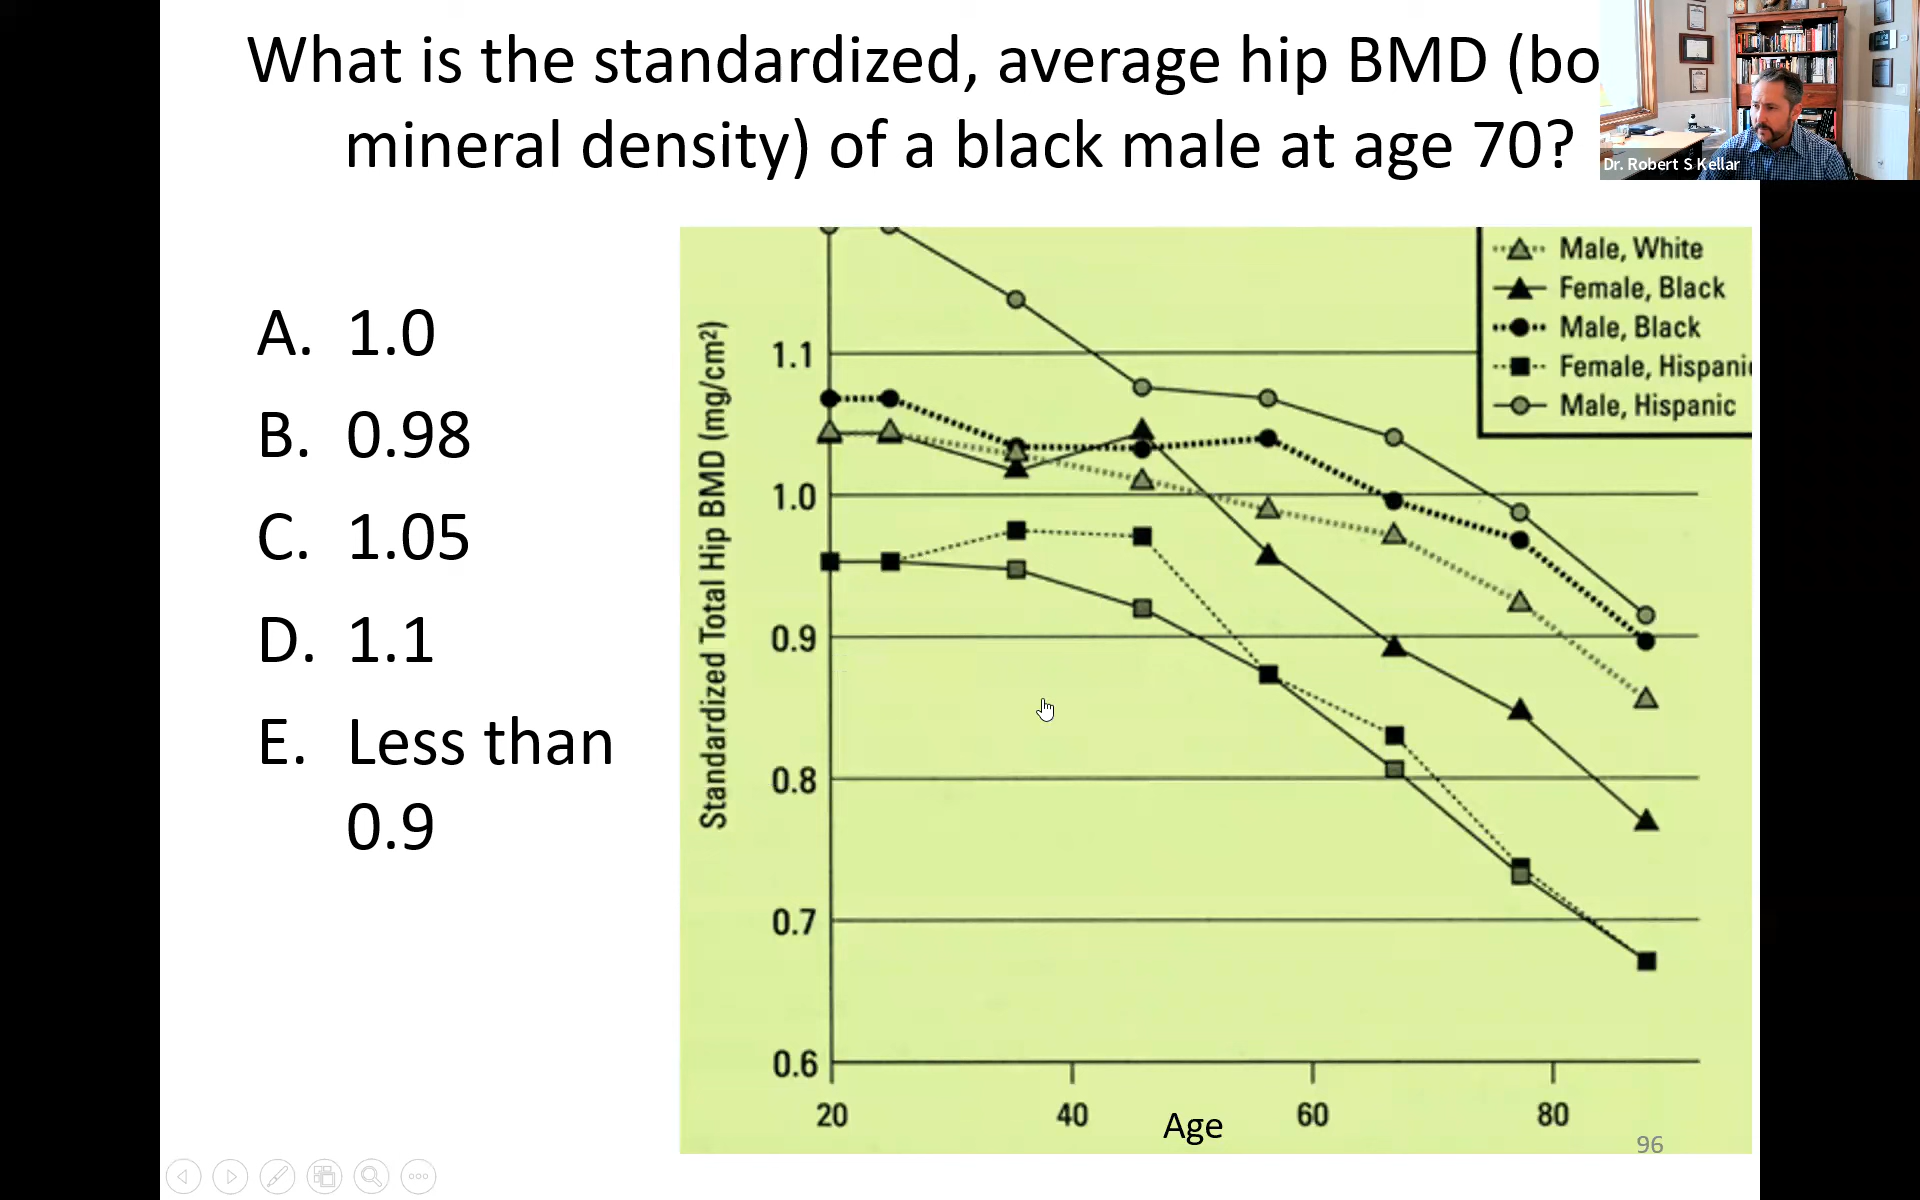 What is the standardized, average hip BMD (bo
mineral density) of a black male at age 70?
Dr. Robert S Kellar
A. 1.0
B. 0.98
C. 1.05
D. 1.1
E. Less than
0.9
Standardized Total Hip BMD (mg/cm²)
1.1
1.0
0.9
0.8
0.7
0.6
20
40
60
80
Age
Male, White
Female, Black
Male, Black
Female, Hispanic
Male, Hispanic
96